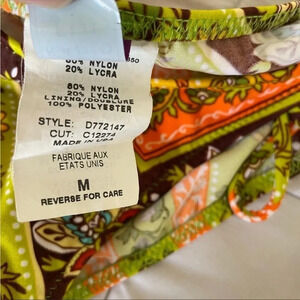 80% NYLON
20% LYCRA
80% NYLON
20% LYCRA
LINING/DOUBLURE
100% POLYESTER
STYLE: D772147
CUT: C12274
MADE IN USA
FABRIQUE AUX
ETATS UNIS
M
REVERSE FOR CARE